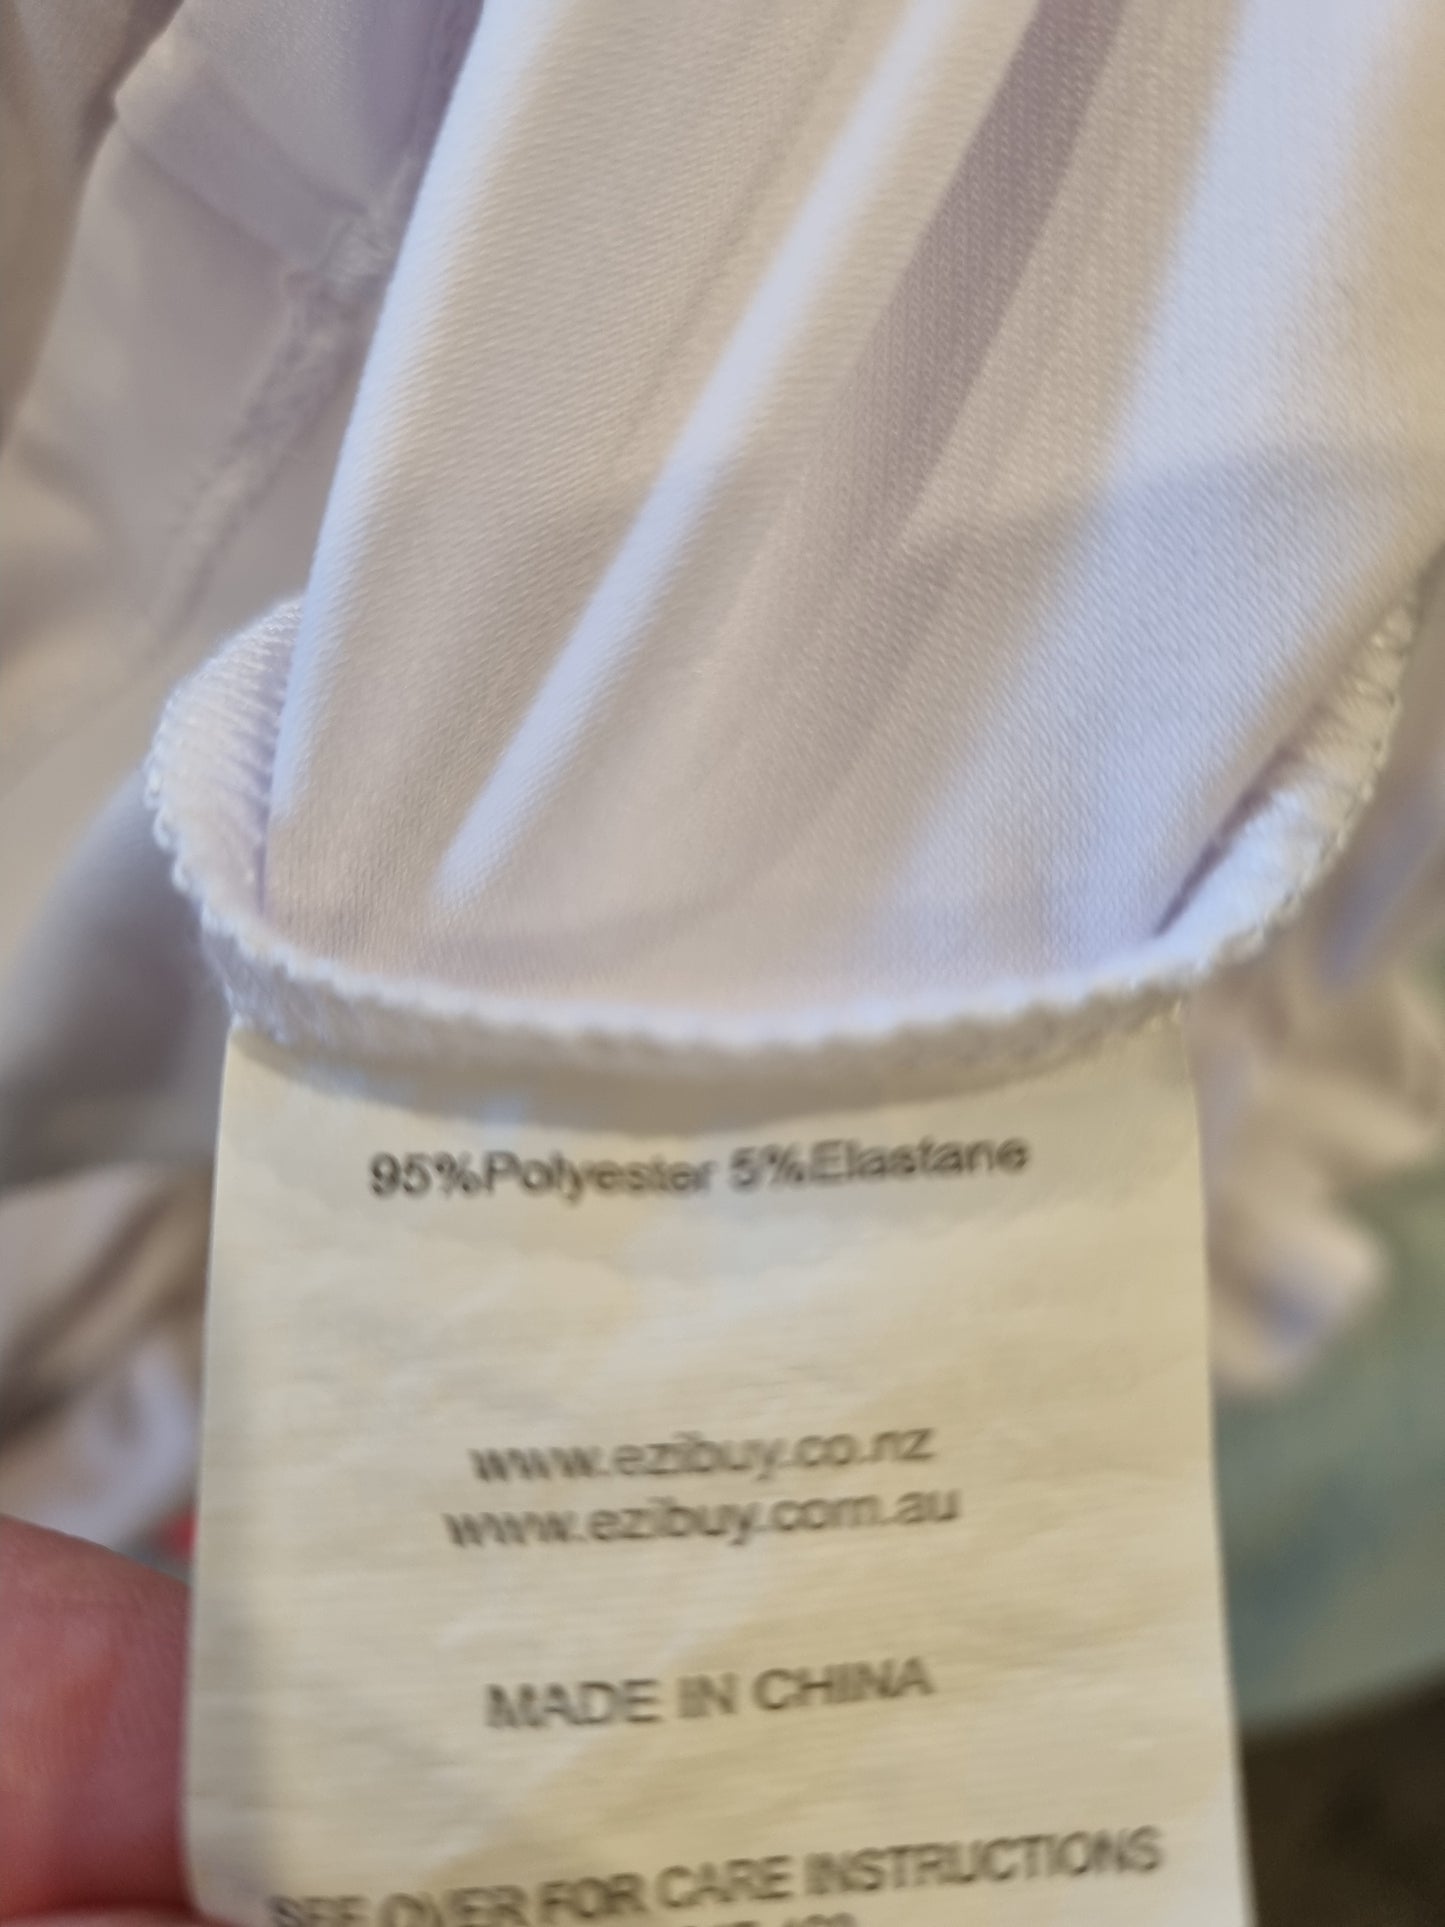 95%Polyester 5%Elastane
www.ezibuy.co.nz
www.ezibuy.com.au
MADE IN CHINA
SEE OVER FOR CARE INSTRUCTIONS